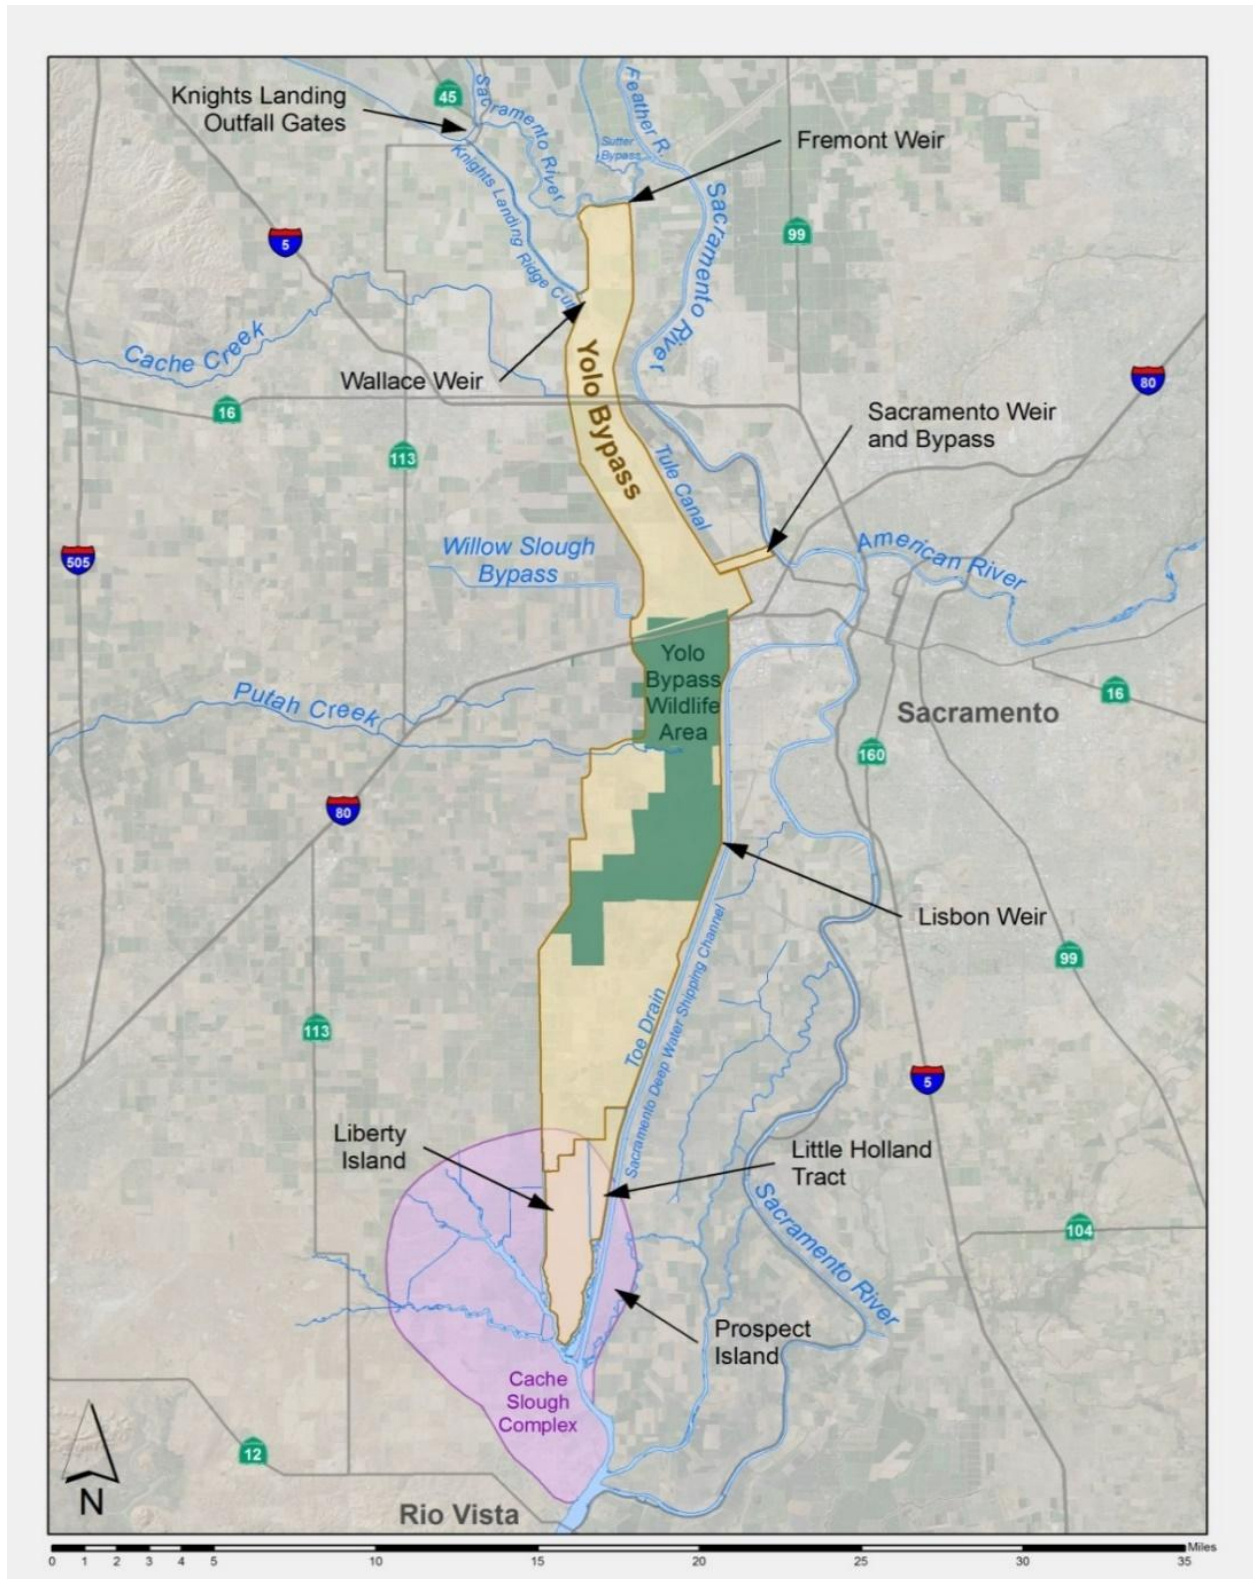 Knights Landing
Outfall Gates
45
Sacramento River
Feather R.
Sutter
Bypass
Fremont Weir
Knights Landing Ridge Cut
Sacramento River
99
5
Cache Creek
Wallace Weir
Yolo Bypass
80
16
Sacramento Weir
and Bypass
113
Tule Canal
Willow Slough
Bypass
American River
505
Yolo
Bypass
Wildlife
Area
Putah Creek
16
Sacramento
160
80
Lisbon Weir
99
113
Toe Drain
Sacramento Deep Water Shipping Channel
5
Liberty
Island
Little Holland
Tract
Sacramento River
104
Prospect
Island
Cache
Slough
Complex
12
N
Rio Vista
0 1 2 3 4 5 10 15 20 25 30 35 Miles